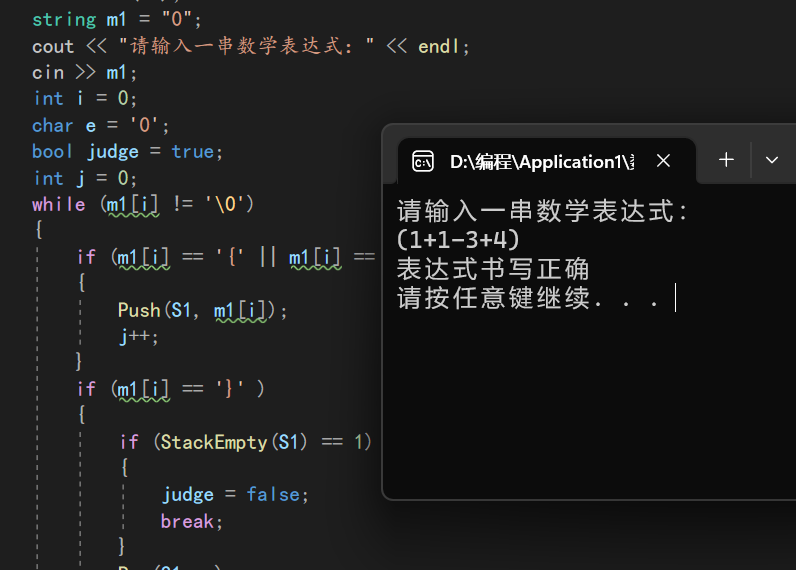 string m1 = "0";
cout << "请输入一串数学表达式：" << endl;
cin >> m1;
int i = 0;
char e = '0';
bool judge = true;
int j = 0;
while (m1[i] != '\0')
{
if (m1[i] == '{' || m1[i] ==
{
Push(S1, m1[i]);
j++;
}
if (m1[i] == '}' )
{
if (StackEmpty(S1) == 1)
{
judge = false;
break;
}
D:\编程\Application1\
请输入一串数学表达式：
(1+1-3+4)
表达式书写正确
请按任意键继续. . .